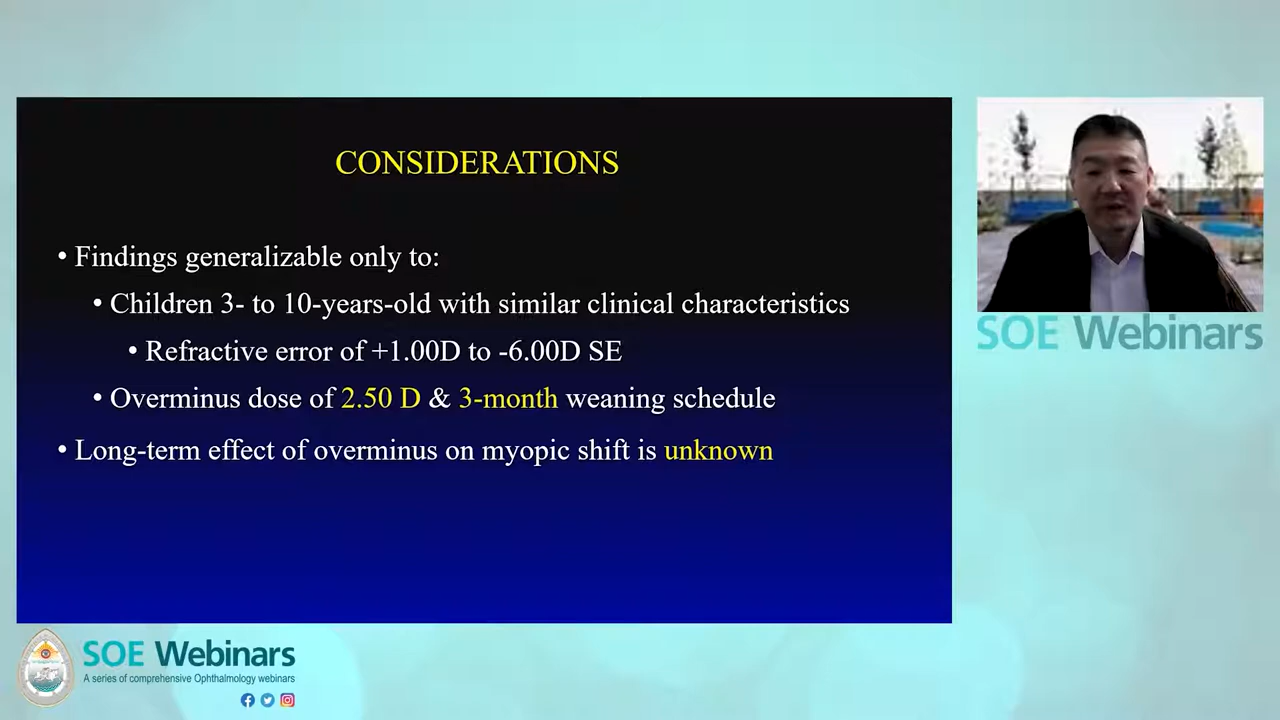 CONSIDERATIONS
• Findings generalizable only to:
• Children 3- to 10-years-old with similar clinical characteristics
• Refractive error of +1.00D to -6.00D SE
• Overminus dose of 2.50 D & 3-month weaning schedule
• Long-term effect of overminus on myopic shift is unknown
SOE Webinars
SOE Webinars
A series of comprehensive Ophthalmology webinars